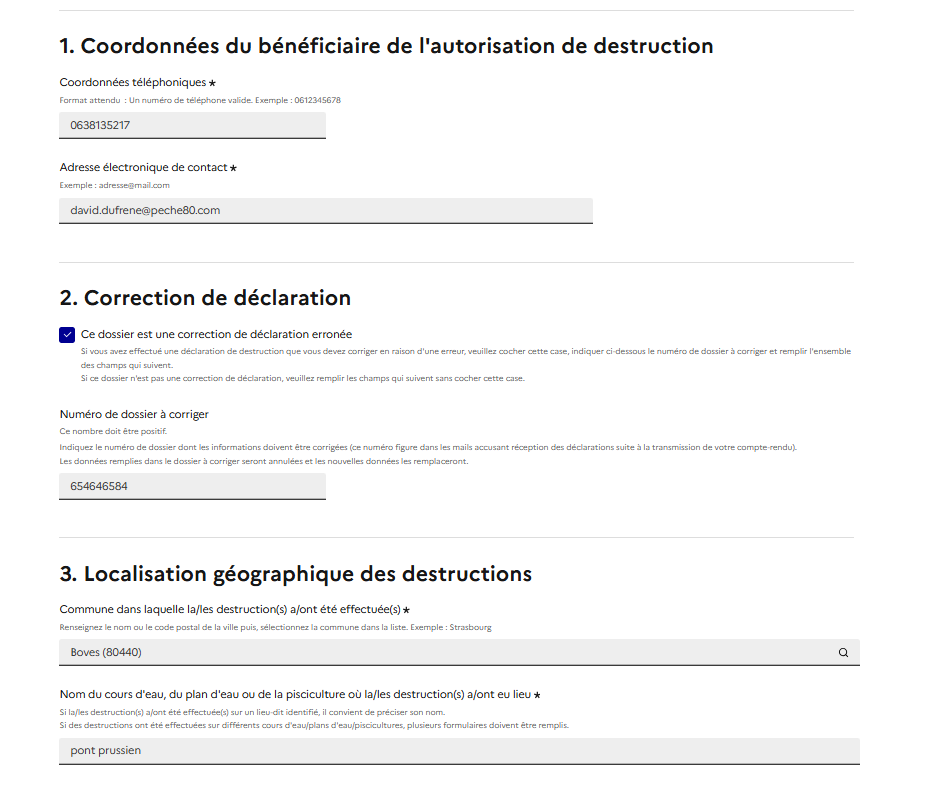 1. Coordonnées du bénéficiaire de l'autorisation de destruction
Coordonnées téléphoniques *
Format attendu : Un numéro de téléphone valide. Exemple : 0612345678
0638135217
Adresse électronique de contact *
Exemple : adresse@mail.com
david.dufrene@peche80.com
2. Correction de déclaration
Ce dossier est une correction de déclaration erronée
Si vous avez effectué une déclaration de destruction que vous devez corriger en raison d'une erreur, veuillez cocher cette case, indiquer ci-dessous le numéro de dossier à corriger et remplir l'ensemble
des champs qui suivent.
Si ce dossier n'est pas une correction de déclaration, veuillez remplir les champs qui suivent sans cocher cette case.
Numéro de dossier à corriger
Ce nombre doit être positif.
Indiquez le numéro de dossier dont les informations doivent être corrigées (ce numéro figure dans les mails accusant réception des déclarations suite à la transmission de votre compte-rendu).
Les données remplies dans le dossier à corriger seront annulées et les nouvelles données les remplaceront.
654646584
3. Localisation géographique des destructions
Commune dans laquelle la/les destruction(s) a/ont été effectuée(s) *
Renseignez le nom ou le code postal de la ville puis, sélectionnez la commune dans la liste. Exemple : Strasbourg
Boves (80440)
Nom du cours d'eau, du plan d'eau ou de la pisciculture où la/les destruction(s) a/ont eu lieu *
Si la/les destruction(s) a/ont été effectuée(s) sur un lieu-dit identifié, il convient de préciser son nom.
Si des destructions ont été effectuées sur différents cours d'eau/plans d'eau/piscicultures, plusieurs formulaires doivent être remplis.
pont prussien